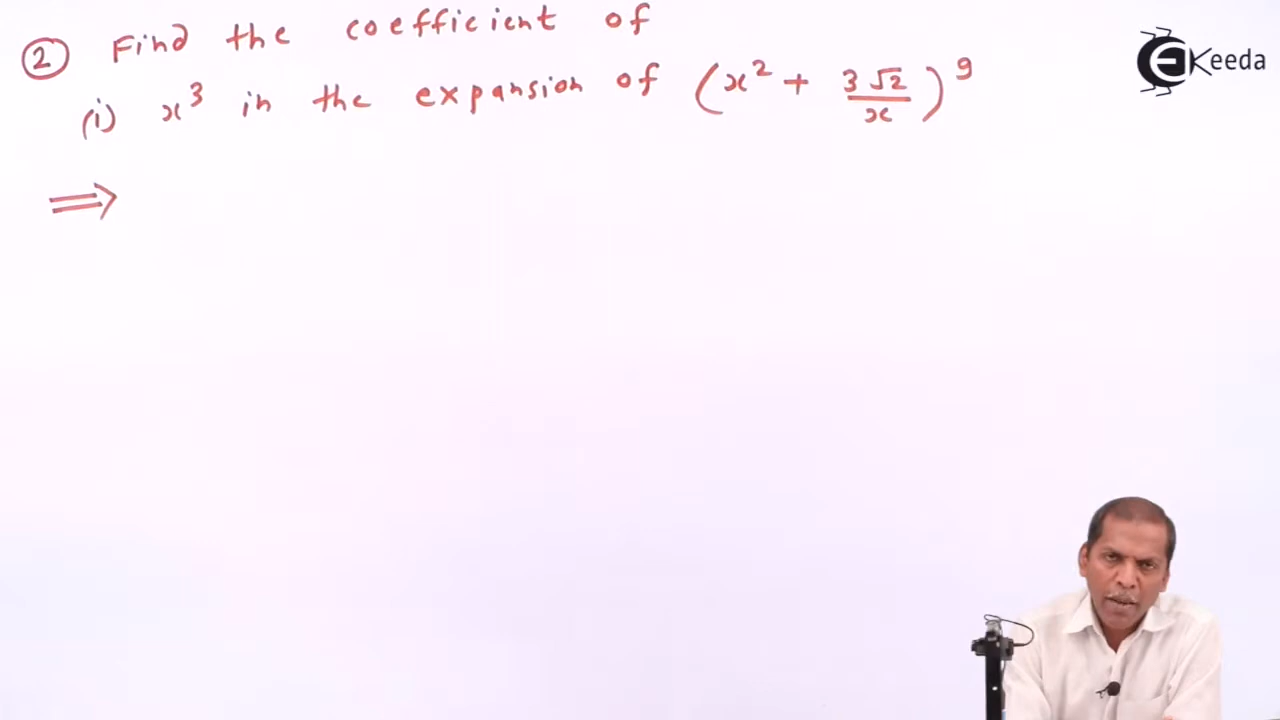 ② Find the coefficient of
(i) x³ in the expansion of (x² + 3√2/x)⁹
⟹
EKeeda